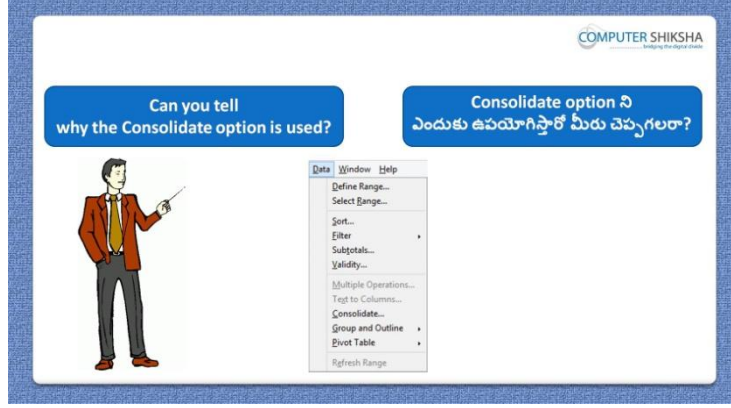 COMPUTER SHIKSHA
bridging the digital divide
Can you tell
why the Consolidate option is used?
Consolidate option ని
ఎందుకు ఉపయోగిస్తారో మీరు చెప్పగలరా?
Data Window Help
Define Range...
Select Range...
Sort...
Filter
Subtotals...
Validity...
Multiple Operations...
Text to Columns...
Consolidate...
Group and Outline
Pivot Table
Refresh Range